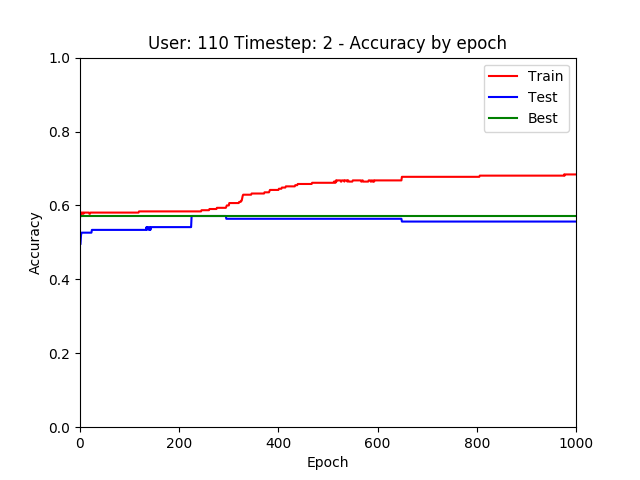 User: 110 Timestep: 2 - Accuracy by epoch
1.0
0.8
0.6
0.4
0.2
0.0
Accuracy
0 200 400 600 800 1000
Epoch
Train
Test
Best